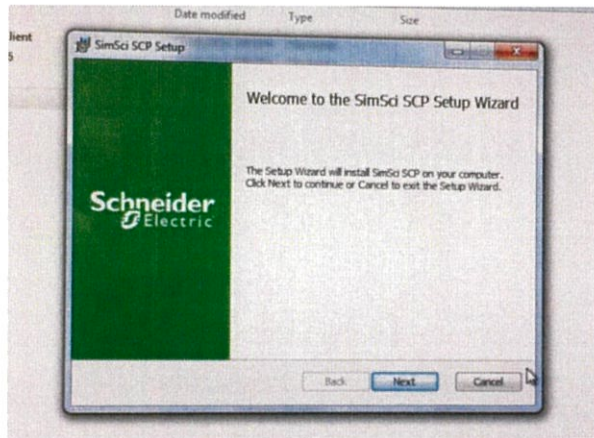 Date modified Type Size
lient
5
SimSci SCP Setup
Welcome to the SimSci SCP Setup Wizard
The Setup Wizard will install SimSci SCP on your computer.
Click Next to continue or Cancel to exit the Setup Wizard.
Schneider
Electric
Back Next Cancel